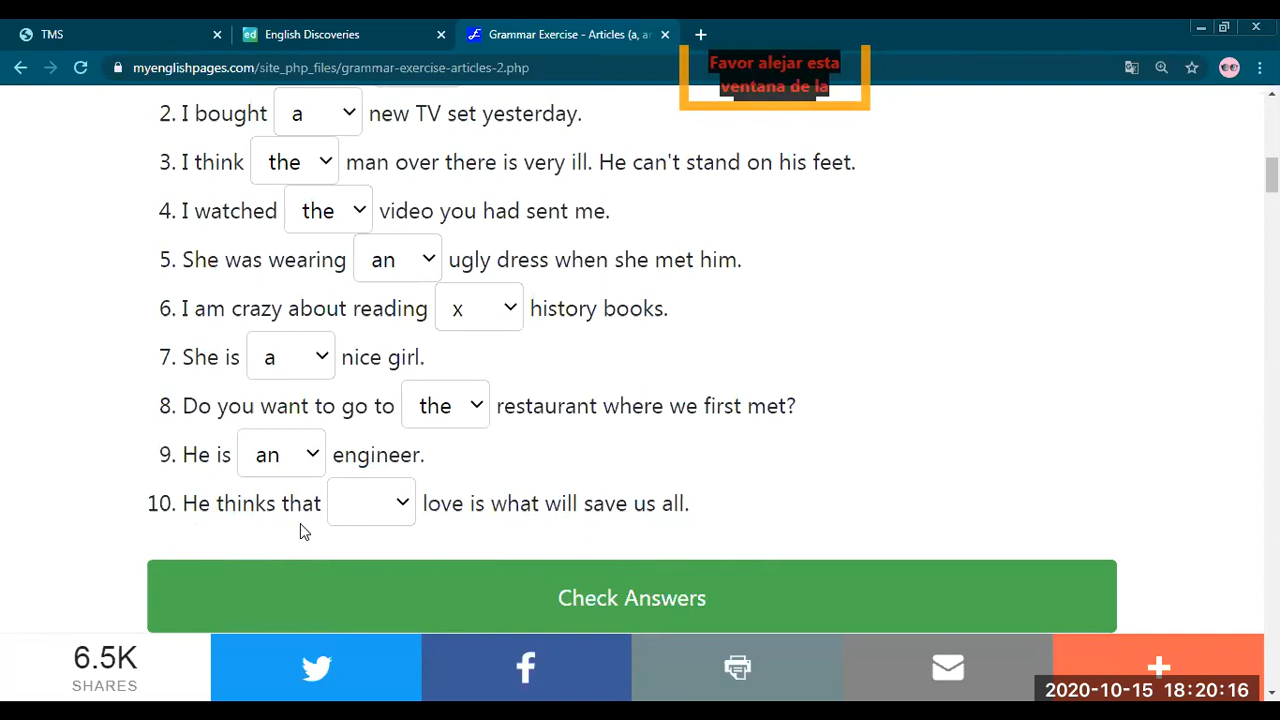 TMS
English Discoveries
Grammar Exercise - Articles (a, ar
myenglishpages.com/site_php_files/grammar-exercise-articles-2.php
Favor alejar esta
ventana de la
2. I bought a new TV set yesterday.
3. I think the man over there is very ill. He can't stand on his feet.
4. I watched the video you had sent me.
5. She was wearing an ugly dress when she met him.
6. I am crazy about reading x history books.
7. She is a nice girl.
8. Do you want to go to the restaurant where we first met?
9. He is an engineer.
10. He thinks that love is what will save us all.
Check Answers
6.5K
SHARES
2020-10-15 18:20:16